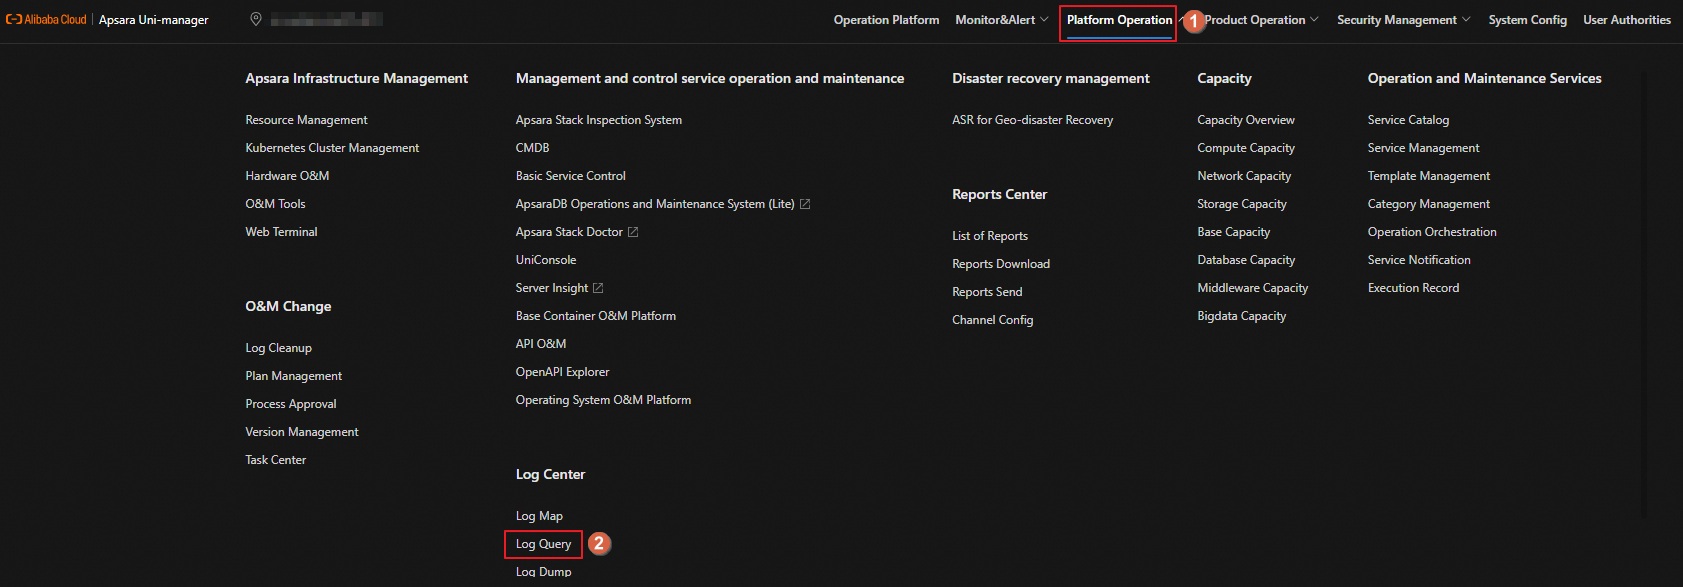 Alibaba Cloud | Apsara Uni-manager
Operation Platform Monitor&Alert Platform Operation 1 Product Operation Security Management System Config User Authorities
Apsara Infrastructure Management
Resource Management
Kubernetes Cluster Management
Hardware O&M
O&M Tools
Web Terminal
O&M Change
Log Cleanup
Plan Management
Process Approval
Version Management
Task Center
Management and control service operation and maintenance
Apsara Stack Inspection System
CMDB
Basic Service Control
ApsaraDB Operations and Maintenance System (Lite)
Apsara Stack Doctor
UniConsole
Server Insight
Base Container O&M Platform
API O&M
OpenAPI Explorer
Operating System O&M Platform
Log Center
Log Map
Log Query 2
Log Dump
Disaster recovery management
ASR for Geo-disaster Recovery
Reports Center
List of Reports
Reports Download
Reports Send
Channel Config
Capacity
Capacity Overview
Compute Capacity
Network Capacity
Storage Capacity
Base Capacity
Database Capacity
Middleware Capacity
Bigdata Capacity
Operation and Maintenance Services
Service Catalog
Service Management
Template Management
Category Management
Operation Orchestration
Service Notification
Execution Record